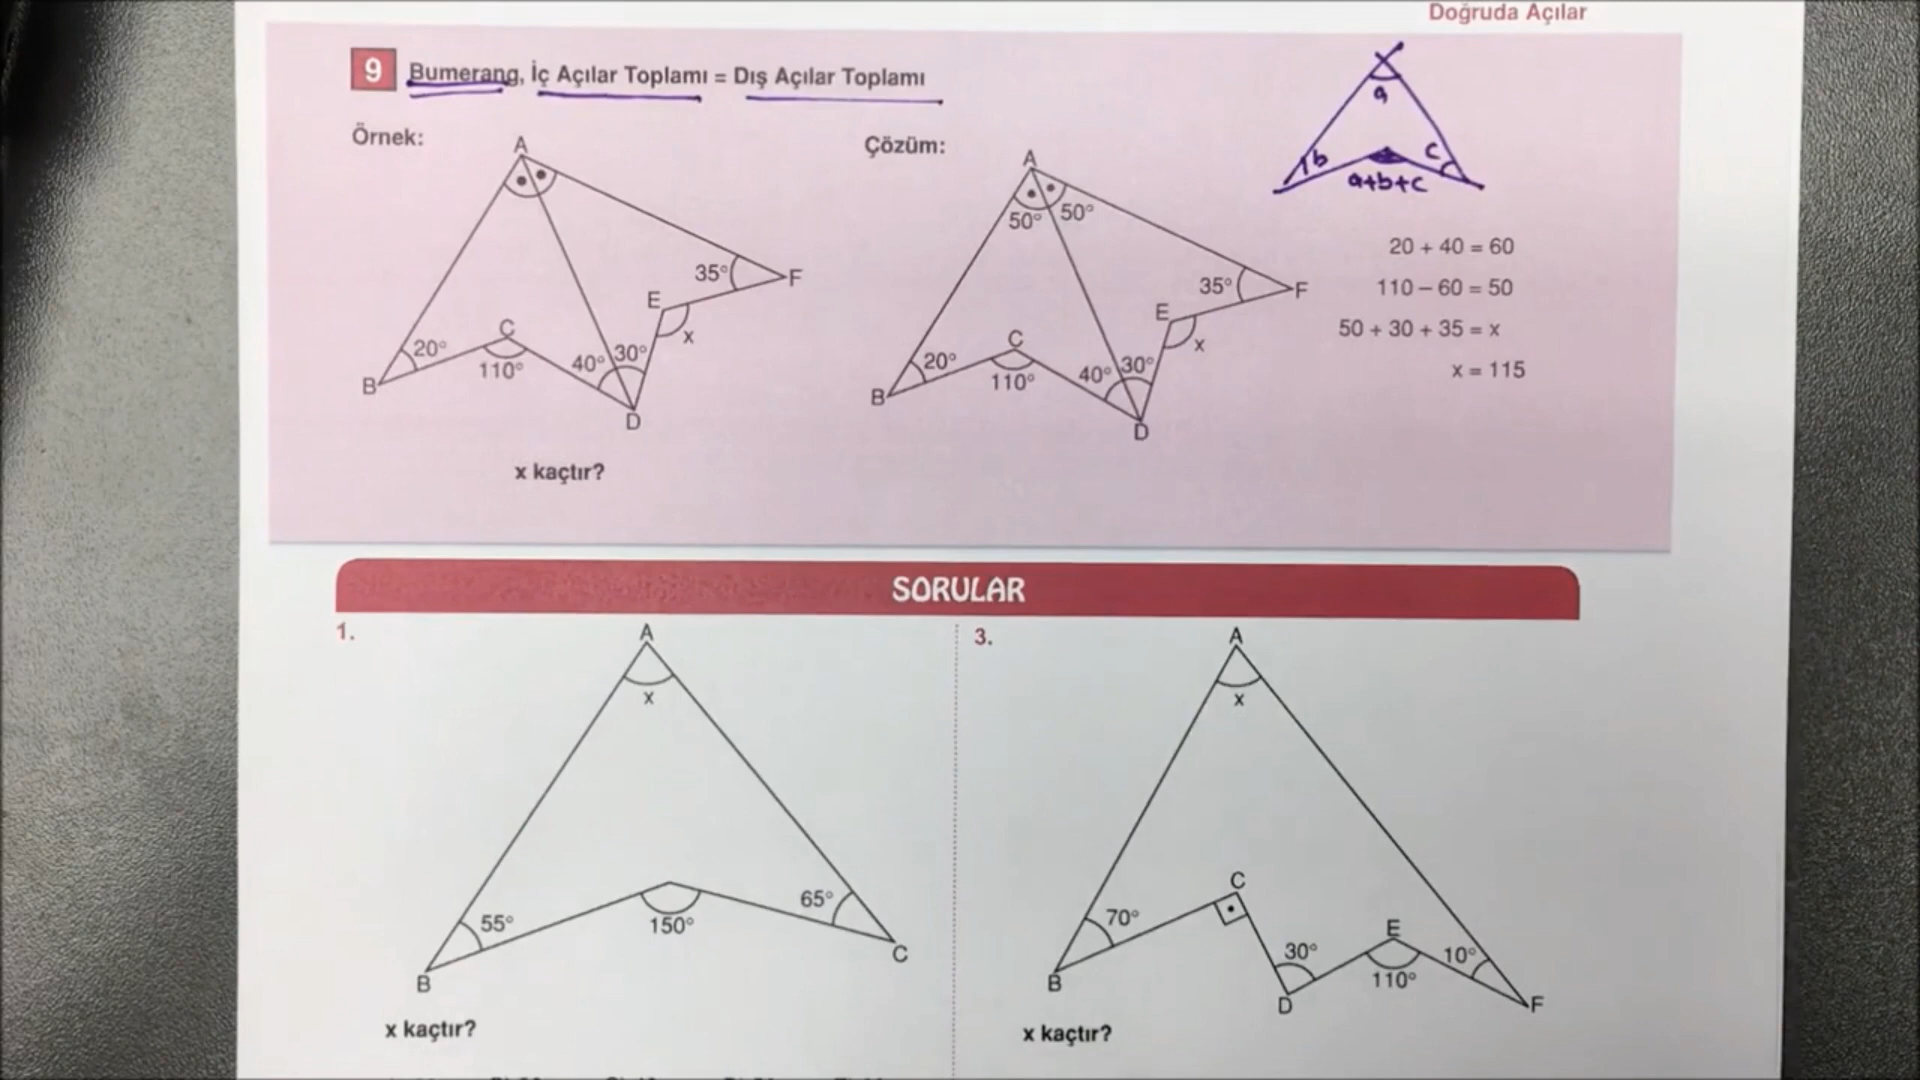 Doğruda Açılar
9 Bumerang, İç Açılar Toplamı = Dış Açılar Toplamı
Örnek:
A
35°
F
E
x
C
20°
110°
40°
30°
B
D
x kaçtır?
Çözüm:
A
50°
50°
35°
F
E
x
C
20°
110°
40°
30°
B
D
a
b
c
a+b+c
20 + 40 = 60
110 – 60 = 50
50 + 30 + 35 = x
x = 115
SORULAR
1.
A
x
55°
150°
65°
B
C
x kaçtır?
3.
A
x
C
70°
30°
E
110°
10°
B
D
F
x kaçtır?